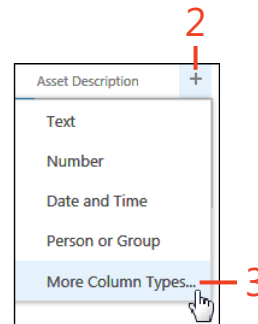 2
Asset Description +
Text
Number
Date and Time
Person or Group
More Column Types... 3